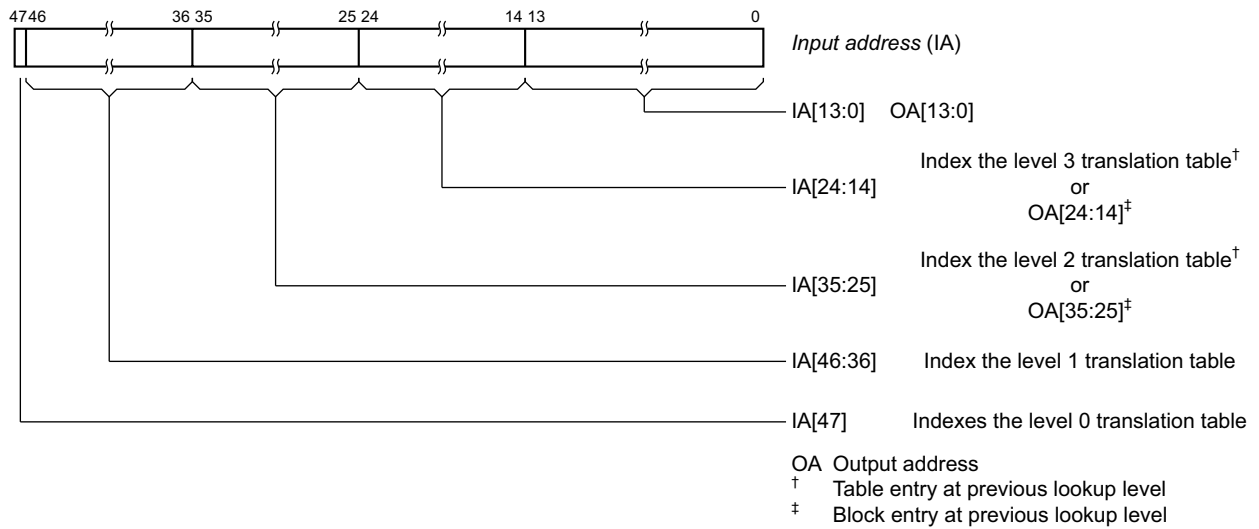 4746 36 35 25 24 14 13 0
Input address (IA)
IA[13:0] OA[13:0]
Index the level 3 translation table†
IA[24:14] or
OA[24:14]‡
Index the level 2 translation table†
IA[35:25] or
OA[35:25]‡
IA[46:36] Index the level 1 translation table
IA[47] Indexes the level 0 translation table
OA Output address
† Table entry at previous lookup level
‡ Block entry at previous lookup level